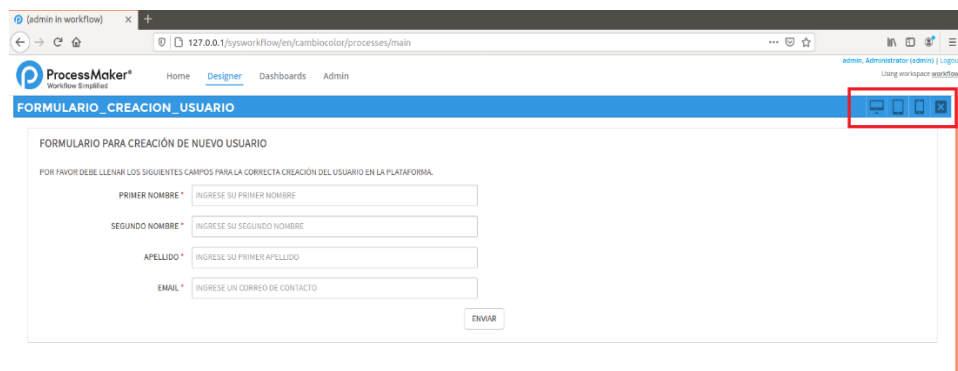 (admin in workflow)
127.0.0.1/sysworkflow/en/cambiocolor/processes/main
admin, Administrator (admin) | Logou
ProcessMaker®
Workflow Simplified
Home Designer Dashboards Admin
Using workspace workflow
FORMULARIO_CREACION_USUARIO
FORMULARIO PARA CREACIÓN DE NUEVO USUARIO
POR FAVOR DEBE LLENAR LOS SIGUIENTES CAMPOS PARA LA CORRECTA CREACIÓN DEL USUARIO EN LA PLATAFORMA.
PRIMER NOMBRE * INGRESE SU PRIMER NOMBRE
SEGUNDO NOMBRE * INGRESE SU SEGUNDO NOMBRE
APELLIDO * INGRESE SU PRIMER APELLIDO
EMAIL * INGRESE UN CORREO DE CONTACTO
ENVIAR